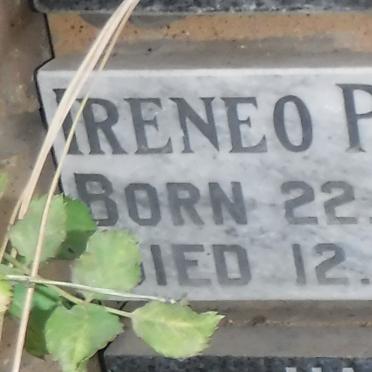 IRENEO P
BORN 22.
DIED 12.